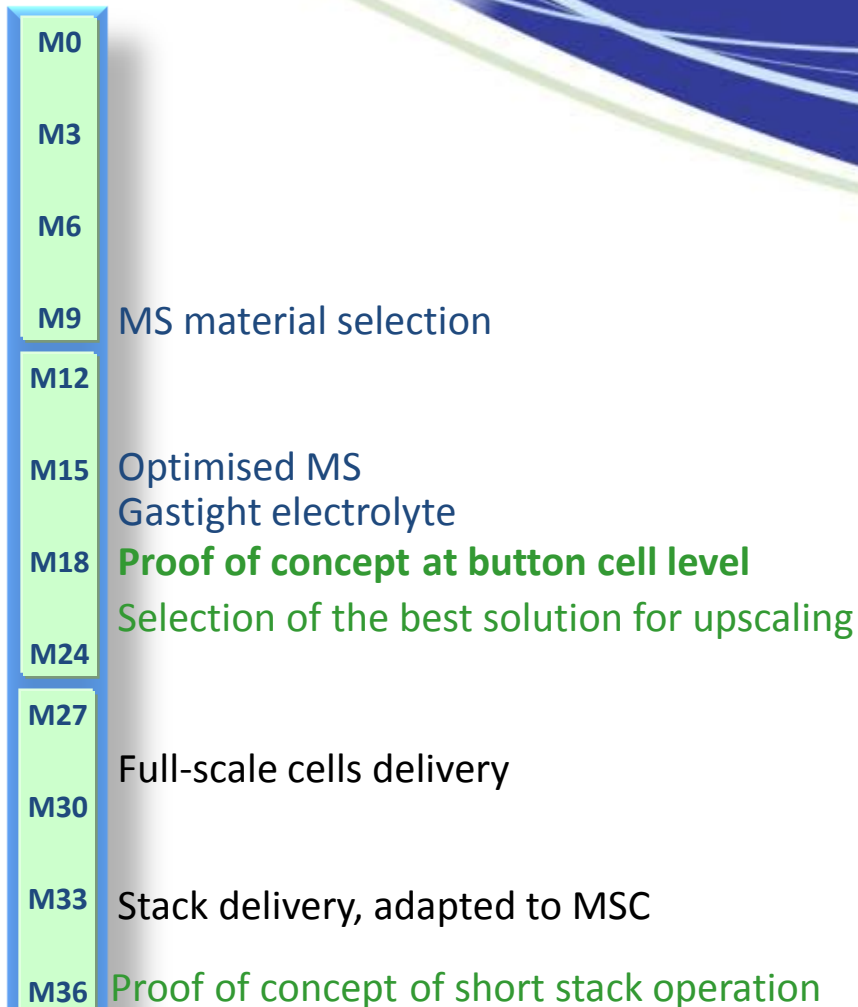 M0
M3
M6
M9 MS material selection
M12
M15 Optimised MS
Gastight electrolyte
M18 Proof of concept at button cell level
Selection of the best solution for upscaling
M24
M27
Full-scale cells delivery
M30
M33 Stack delivery, adapted to MSC
M36 Proof of concept of short stack operation